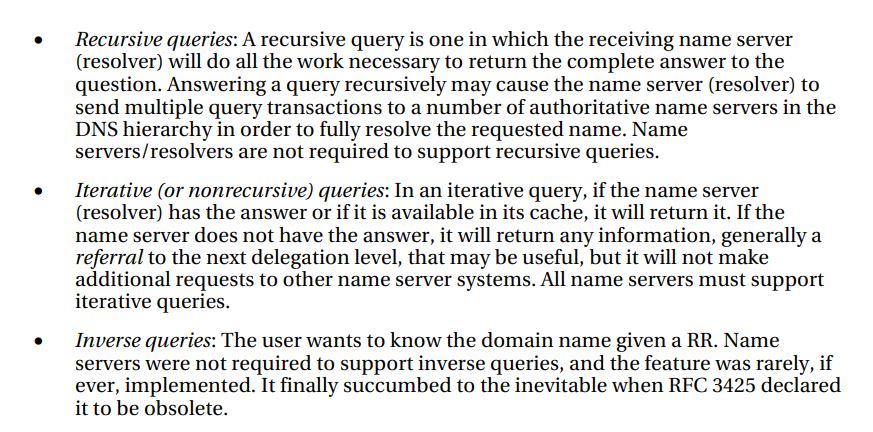 • Recursive queries: A recursive query is one in which the receiving name server
(resolver) will do all the work necessary to return the complete answer to the
question. Answering a query recursively may cause the name server (resolver) to
send multiple query transactions to a number of authoritative name servers in the
DNS hierarchy in order to fully resolve the requested name. Name
servers/resolvers are not required to support recursive queries.
• Iterative (or nonrecursive) queries: In an iterative query, if the name server
(resolver) has the answer or if it is available in its cache, it will return it. If the
name server does not have the answer, it will return any information, generally a
referral to the next delegation level, that may be useful, but it will not make
additional requests to other name server systems. All name servers must support
iterative queries.
• Inverse queries: The user wants to know the domain name given a RR. Name
servers were not required to support inverse queries, and the feature was rarely, if
ever, implemented. It finally succumbed to the inevitable when RFC 3425 declared
it to be obsolete.